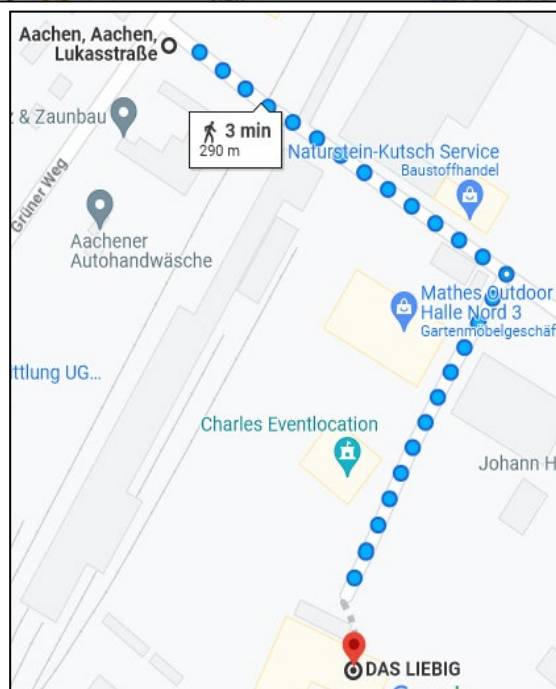 Aachen, Aachen,
Lukasstraße
& Zaunbau
3 min
290 m
Naturstein-Kutsch Service
Baustoffhandel
Grüner Weg
Aachener
Autohandwäsche
Mathes Outdoor
Halle Nord 3
Gartenmöbelgeschäf
ttlung UG...
Charles Eventlocation
Johann H
DAS LIEBIG